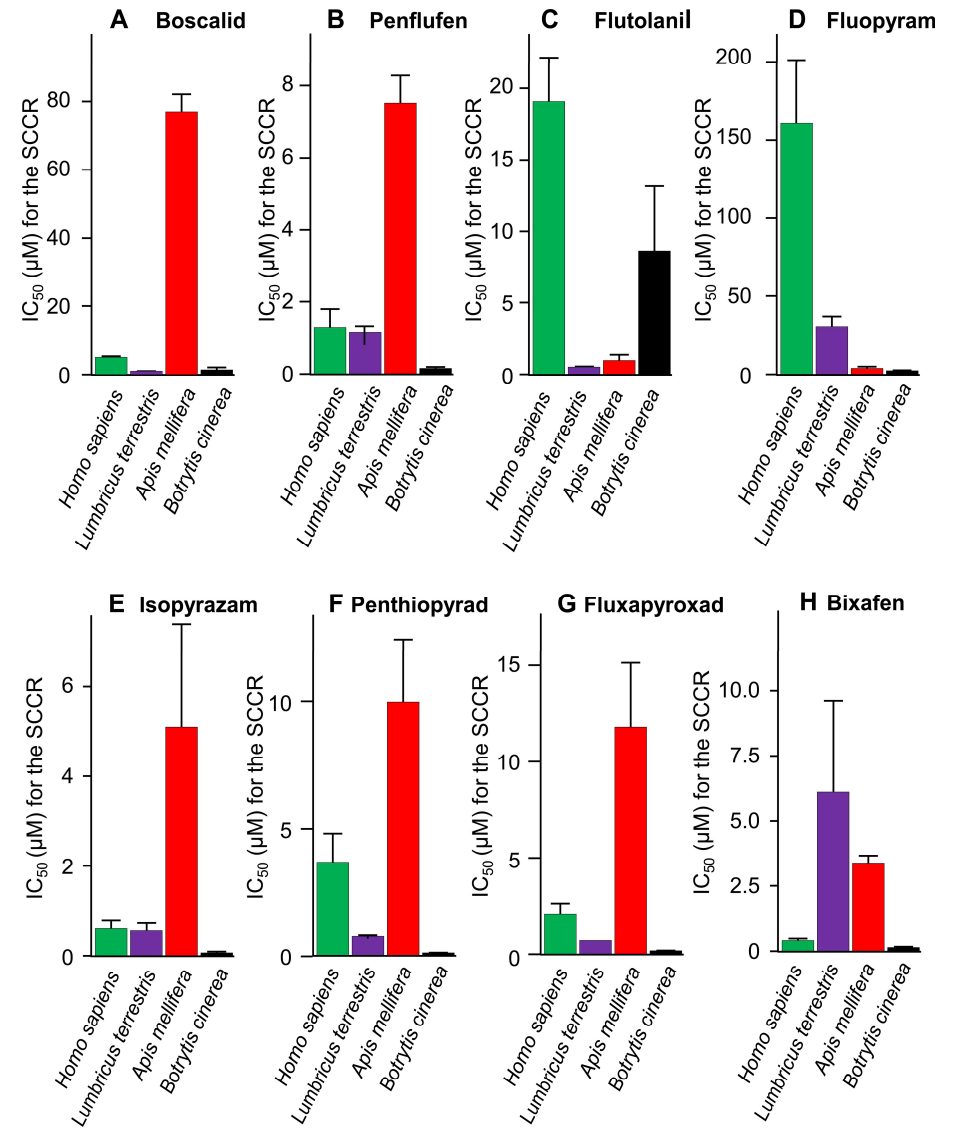 A Boscalid
IC50 (µM) for the SCCR
80
60
40
20
0
Homo sapiens
Lumbricus terrestris
Apis mellifera
Botrytis cinerea
B Penflufen
IC50 (µM) for the SCCR
8
6
4
2
0
Homo sapiens
Lumbricus terrestris
Apis mellifera
Botrytis cinerea
C Flutolanil
IC50 (µM) for the SCCR
20
15
10
5
0
Homo sapiens
Lumbricus terrestris
Apis mellifera
Botrytis cinerea
D Fluopyram
IC50 (µM) for the SCCR
200
150
100
50
0
Homo sapiens
Lumbricus terrestris
Apis mellifera
Botrytis cinerea
E Isopyrazam
IC50 (µM) for the SCCR
6
4
2
0
Homo sapiens
Lumbricus terrestris
Apis mellifera
Botrytis cinerea
F Penthiopyrad
IC50 (µM) for the SCCR
10
5
0
Homo sapiens
Lumbricus terrestris
Apis mellifera
Botrytis cinerea
G Fluxapyroxad
IC50 (µM) for the SCCR
15
10
5
0
Homo sapiens
Lumbricus terrestris
Apis mellifera
Botrytis cinerea
H Bixafen
IC50 (µM) for the SCCR
10.0
7.5
5.0
2.5
0
Homo sapiens
Lumbricus terrestris
Apis mellifera
Botrytis cinerea